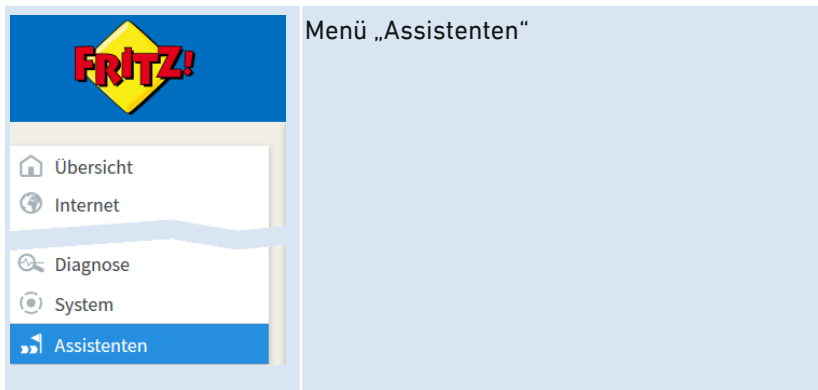 FRITZ!
Menü „Assistenten“
Übersicht
Internet
Diagnose
System
Assistenten